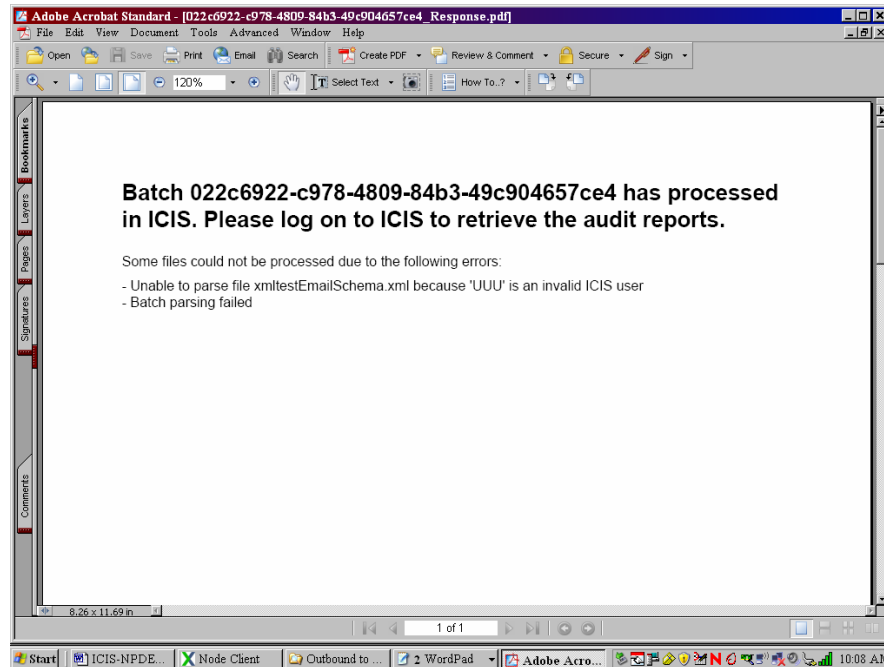 Adobe Acrobat Standard - [022c6922-c978-4809-84b3-49c904657ce4_Response.pdf]
File Edit View Document Tools Advanced Window Help
Open Save Print Email Search Create PDF Review & Comment Secure Sign
120% Select Text How To..?
Bookmarks
Layers
Pages
Signatures
Comments
Batch 022c6922-c978-4809-84b3-49c904657ce4 has processed
in ICIS. Please log on to ICIS to retrieve the audit reports.
Some files could not be processed due to the following errors:
- Unable to parse file xmltestEmailSchema.xml because 'UUU' is an invalid ICIS user
- Batch parsing failed
8.26 x 11.69 in
1 of 1
Start ICIS-NPDE... Node Client Outbound to ... 2 WordPad Adobe Acro... 10:08 AM